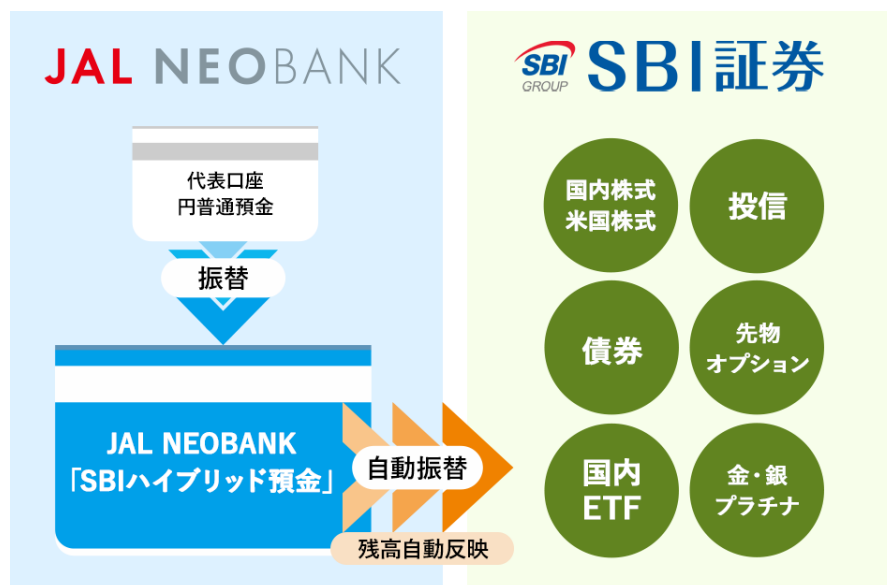 JAL NEOBANK
代表口座
円普通預金
振替
JAL NEOBANK
「SBIハイブリッド預金」
自動振替
残高自動反映
SBI
GROUP
SBI証券
国内株式
米国株式
投信
債券
先物
オプション
国内
ETF
金・銀
プラチナ